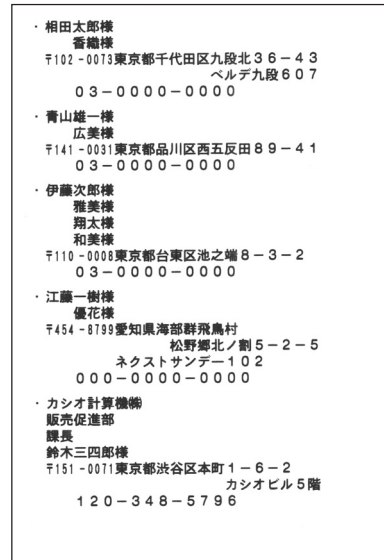 ・相田太郎様
香織様
〒102-0073東京都千代田区九段北３６－４３
ベルデ九段６０７
０３－００００－００００
・青山雄一様
広美様
〒141-0031東京都品川区西五反田８９－４１
０３－００００－００００
・伊藤次郎様
雅美様
翔太様
和美様
〒110-0008東京都台東区池之端８－３－２
０３－００００－００００
・江藤一樹様
優花様
〒454-8799愛知県海部群飛鳥村
松野郷北ノ割５－２－５
ネクストサンデー１０２
０００－００００－００００
・カシオ計算機㈱
販売促進部
課長
鈴木三四郎様
〒151-0071東京都渋谷区本町１－６－２
カシオビル５階
１２０－３４８－５７９６